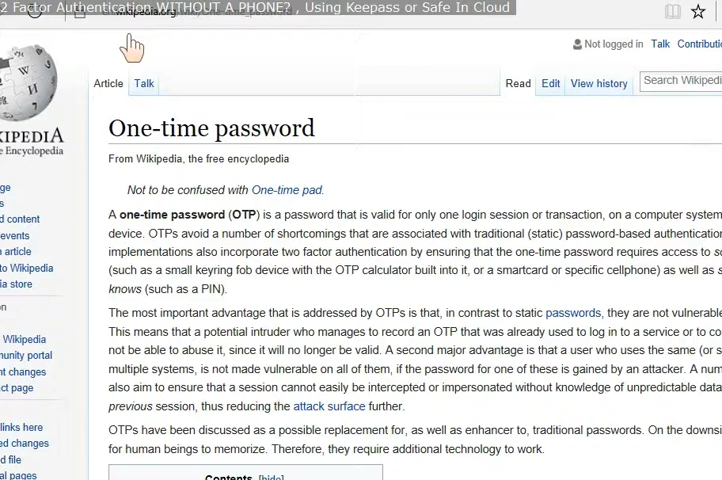 2 Factor Authentication WITHOUT A PHONE? , Using Keepass or Safe In Cloud
Not logged in Talk Contributio
Article Talk Read Edit View history Search Wikipedi
IKIPEDIA
e Encyclopedia
One-time password
From Wikipedia, the free encyclopedia
Not to be confused with One-time pad.
A one-time password (OTP) is a password that is valid for only one login session or transaction, on a computer system
device. OTPs avoid a number of shortcomings that are associated with traditional (static) password-based authentication
implementations also incorporate two factor authentication by ensuring that the one-time password requires access to so
(such as a small keyring fob device with the OTP calculator built into it, or a smartcard or specific cellphone) as well as s
knows (such as a PIN).
The most important advantage that is addressed by OTPs is that, in contrast to static passwords, they are not vulnerable
This means that a potential intruder who manages to record an OTP that was already used to log in to a service or to co
not be able to abuse it, since it will no longer be valid. A second major advantage is that a user who uses the same (or s
multiple systems, is not made vulnerable on all of them, if the password for one of these is gained by an attacker. A num
also aim to ensure that a session cannot easily be intercepted or impersonated without knowledge of unpredictable data
previous session, thus reducing the attack surface further.
OTPs have been discussed as a possible replacement for, as well as enhancer to, traditional passwords. On the downsi
for human beings to memorize. Therefore, they require additional technology to work.
Contents [hide]
ge
s
d content
events
n article
to Wikipedia
ia store
on
Wikipedia
munity portal
nt changes
ct page
links here
ed changes
d file
al pages